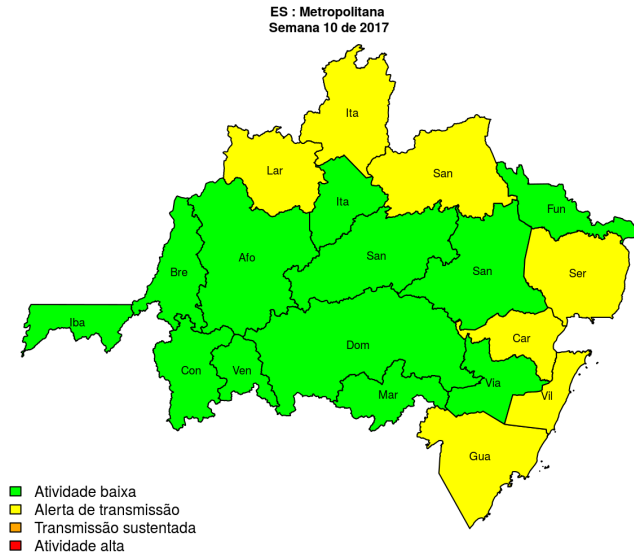 ES : Metropolitana
Semana 10 de 2017
Ita
Lar
San
Ita
Fun
Afo
San
San
Bre
Ser
Iba
Car
Dom
Con
Ven
Via
Mar
Vil
Gua
Atividade baixa
Alerta de transmissão
Transmissão sustentada
Atividade alta